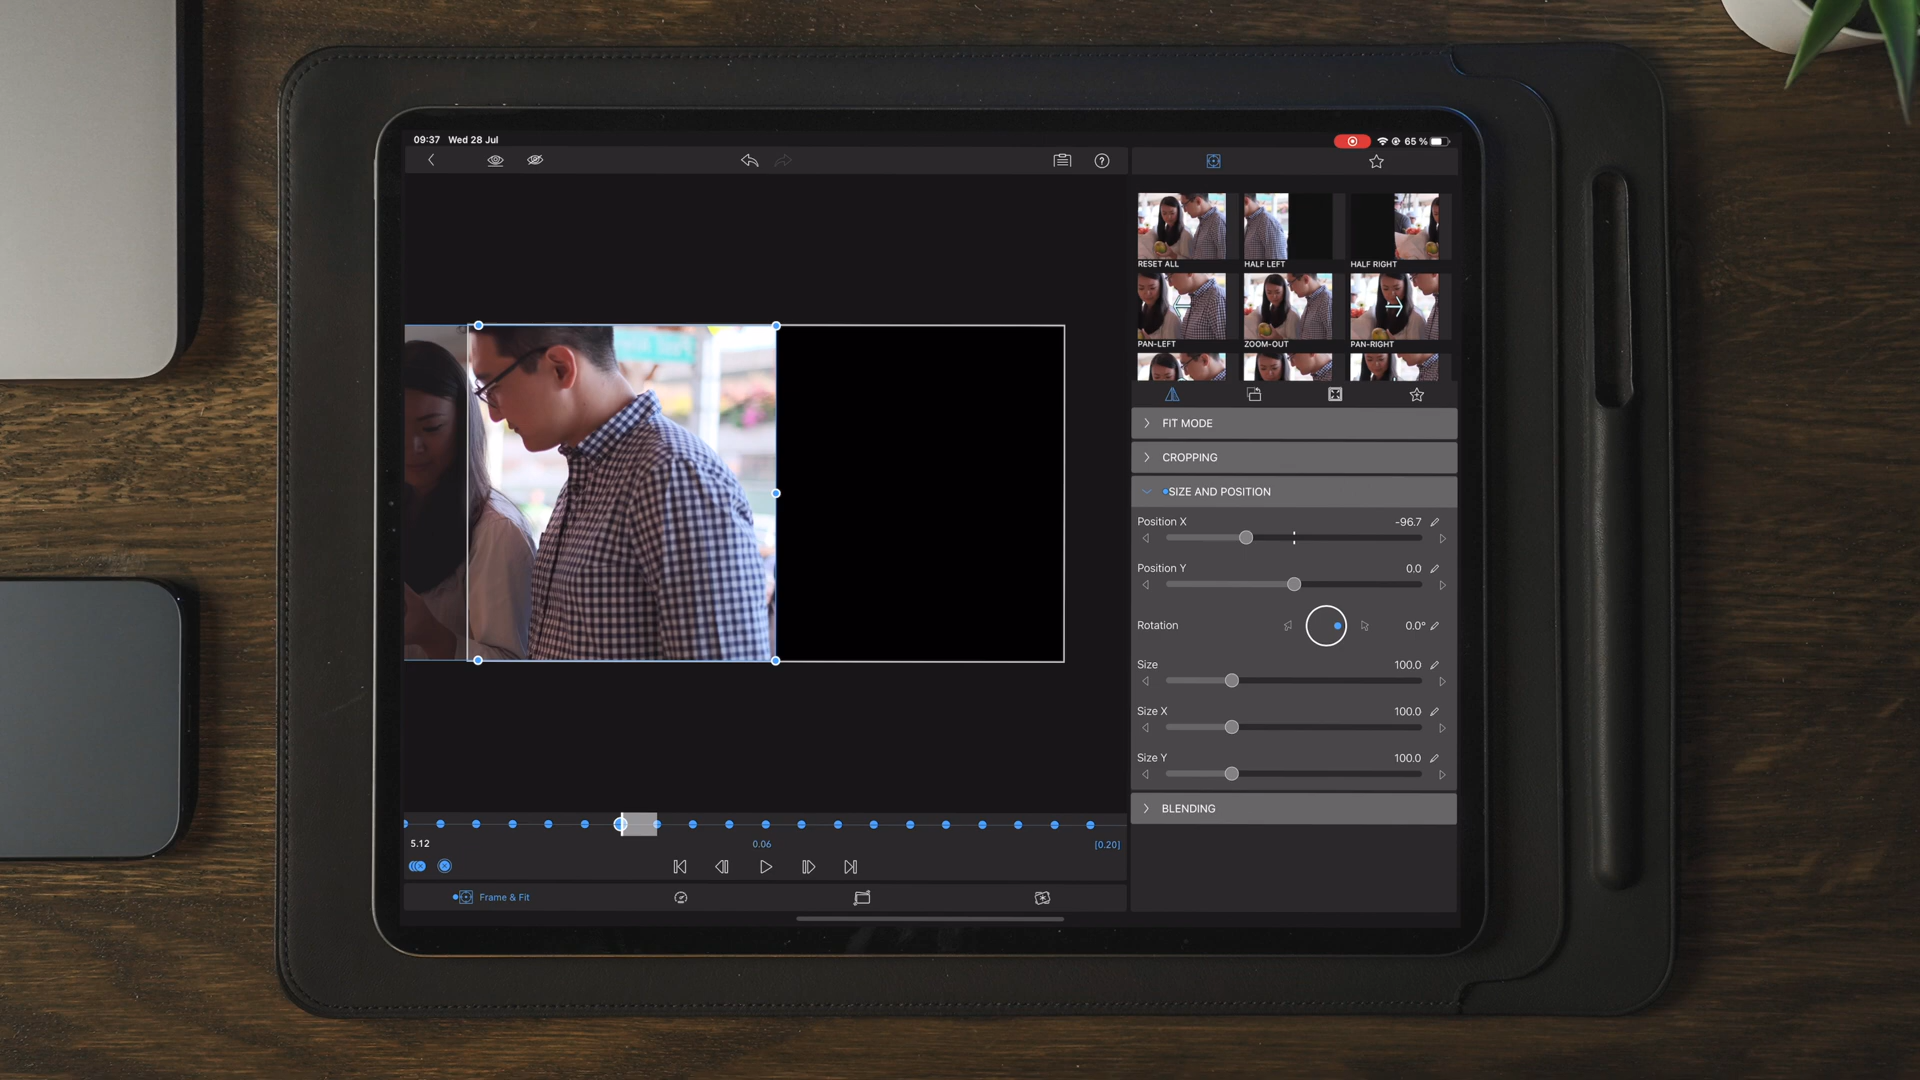 09:37 Wed 28 Jul
65 %
RESET ALL
HALF LEFT
HALF RIGHT
PAN-LEFT
ZOOM-OUT
PAN-RIGHT
FIT MODE
CROPPING
SIZE AND POSITION
Position X -96.7
Position Y 0.0
Rotation 0.0°
Size 100.0
Size X 100.0
Size Y 100.0
BLENDING
5.12
0.06
[0.20]
Frame & Fit